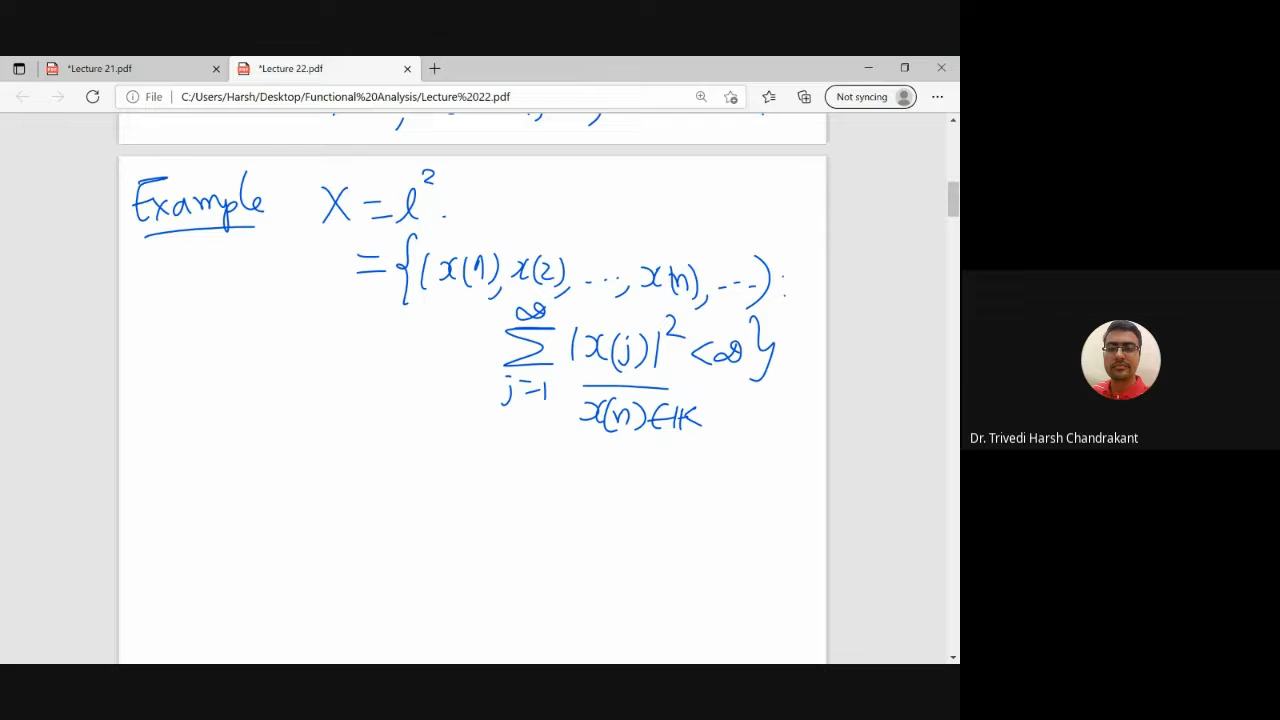 *Lecture 21.pdf
*Lecture 22.pdf
File C:/Users/Harsh/Desktop/Functional%20Analysis/Lecture%2022.pdf
Not syncing
Example X = l².
= {(x(1), x(2), ..., x(n), ...) :
∞
∑ |x(j)|² < ∞}
j=1
x(n) ∈ 𝕂
Dr. Trivedi Harsh Chandrakant